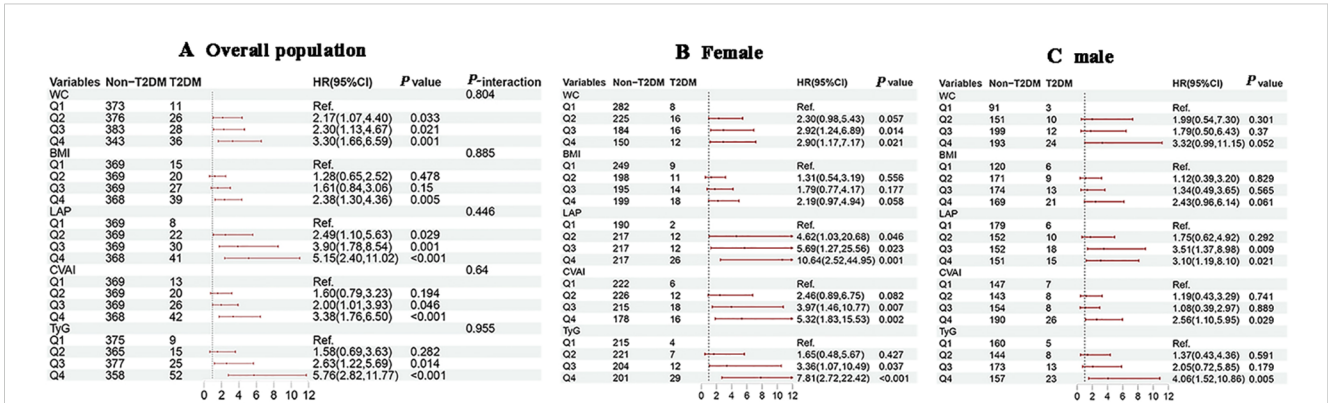 A Overall population
Variables Non-T2DM T2DM HR(95%CI) P value P-interaction
WC 0.804
Q1 373 11 Ref.
Q2 376 26 2.17(1.07,4.40) 0.033
Q3 383 28 2.30(1.13,4.67) 0.021
Q4 343 36 3.30(1.66,6.59) 0.001
BMI 0.885
Q1 369 15 Ref.
Q2 369 20 1.28(0.65,2.52) 0.478
Q3 369 27 1.61(0.84,3.06) 0.15
Q4 368 39 2.38(1.30,4.36) 0.005
LAP 0.446
Q1 369 8 Ref.
Q2 369 22 2.49(1.10,5.63) 0.029
Q3 369 30 3.90(1.78,8.54) 0.001
Q4 368 41 5.15(2.40,11.02) <0.001
CVAI 0.64
Q1 369 13 Ref.
Q2 369 20 1.60(0.79,3.23) 0.194
Q3 369 26 2.00(1.01,3.93) 0.046
Q4 368 42 3.38(1.76,6.50) <0.001
TyG 0.955
Q1 375 9 Ref.
Q2 365 15 1.58(0.69,3.63) 0.282
Q3 377 25 2.63(1.22,5.69) 0.014
Q4 358 52 5.76(2.82,11.77) <0.001
0 2 4 6 8 10 12
B Female
Variables Non-T2DM T2DM HR(95%CI) P value
WC
Q1 282 8 Ref.
Q2 225 16 2.30(0.98,5.43) 0.057
Q3 184 16 2.92(1.24,6.89) 0.014
Q4 150 12 2.90(1.17,7.17) 0.021
BMI
Q1 249 9 Ref.
Q2 198 11 1.31(0.54,3.19) 0.556
Q3 195 14 1.79(0.77,4.17) 0.177
Q4 199 18 2.19(0.97,4.94) 0.058
LAP
Q1 190 2 Ref.
Q2 217 12 4.62(1.03,20.68) 0.046
Q3 217 12 5.69(1.27,25.56) 0.023
Q4 217 26 10.64(2.52,44.95) 0.001
CVAI
Q1 222 6 Ref.
Q2 226 12 2.46(0.89,6.75) 0.082
Q3 215 18 3.97(1.46,10.77) 0.007
Q4 178 16 5.32(1.83,15.53) 0.002
TyG
Q1 215 4 Ref.
Q2 221 7 1.65(0.48,5.67) 0.427
Q3 204 12 3.36(1.07,10.49) 0.037
Q4 201 29 7.81(2.72,22.42) <0.001
0 2 4 6 8 10 12
C male
Variables Non-T2DM T2DM HR(95%CI) P value
WC
Q1 91 3 Ref.
Q2 151 10 1.99(0.54,7.30) 0.301
Q3 199 12 1.79(0.50,6.43) 0.37
Q4 193 24 3.32(0.99,11.15) 0.052
BMI
Q1 120 6 Ref.
Q2 171 9 1.12(0.39,3.20) 0.829
Q3 174 13 1.34(0.49,3.65) 0.565
Q4 169 21 2.43(0.96,6.14) 0.061
LAP
Q1 179 6 Ref.
Q2 152 10 1.75(0.62,4.92) 0.292
Q3 152 18 3.51(1.37,8.98) 0.009
Q4 151 15 3.10(1.19,8.10) 0.021
CVAI
Q1 147 7 Ref.
Q2 143 8 1.19(0.43,3.29) 0.741
Q3 154 8 1.08(0.39,2.97) 0.889
Q4 190 26 2.56(1.10,5.95) 0.029
TyG
Q1 160 5 Ref.
Q2 144 8 1.37(0.43,4.36) 0.591
Q3 173 13 2.05(0.72,5.85) 0.179
Q4 157 23 4.06(1.52,10.86) 0.005
0 2 4 6 8 10 12